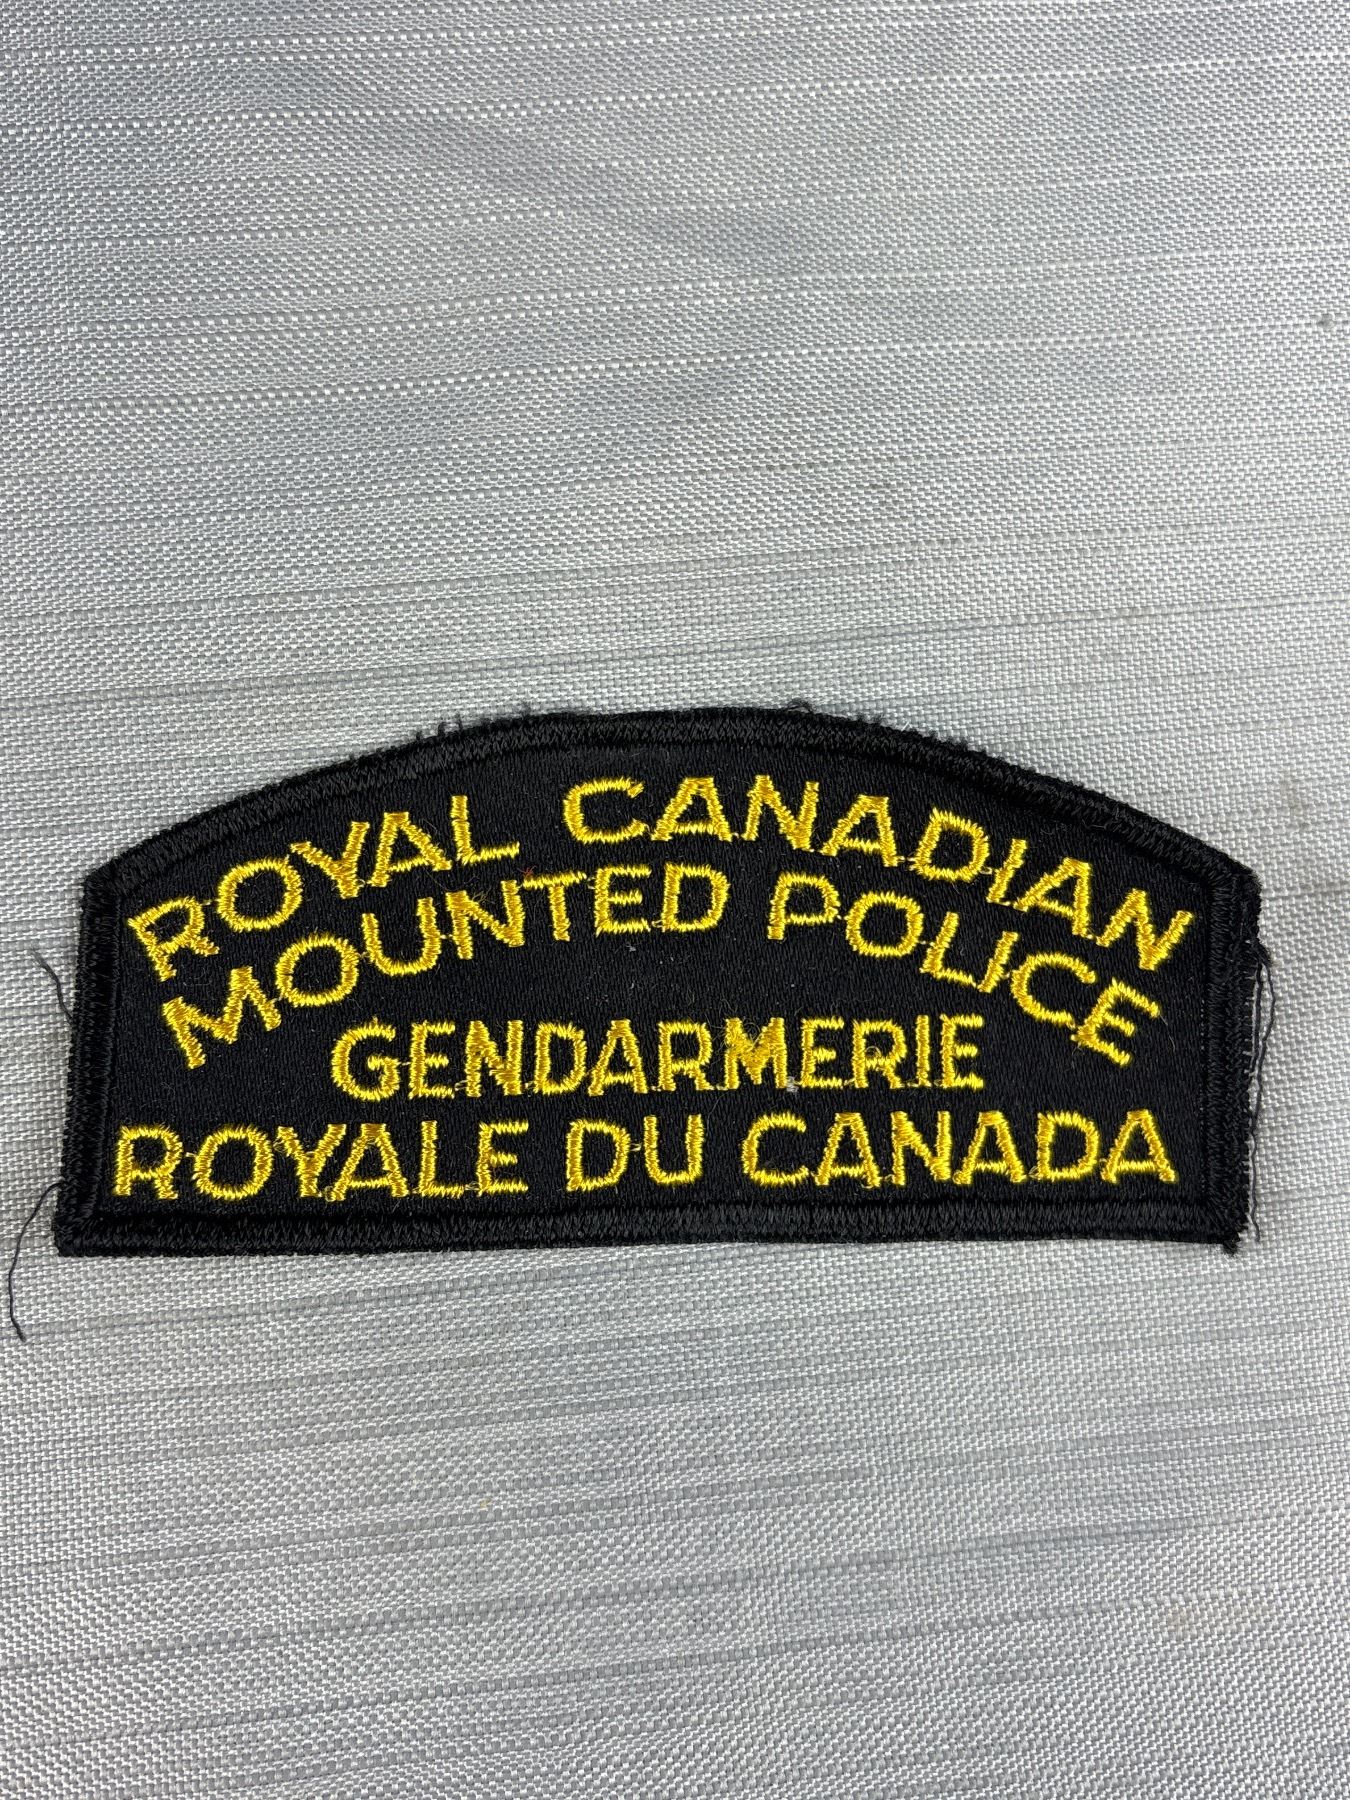 ROYAL CANADIAN
MOUNTED POLICE
GENDARMERIE
ROYALE DU CANADA